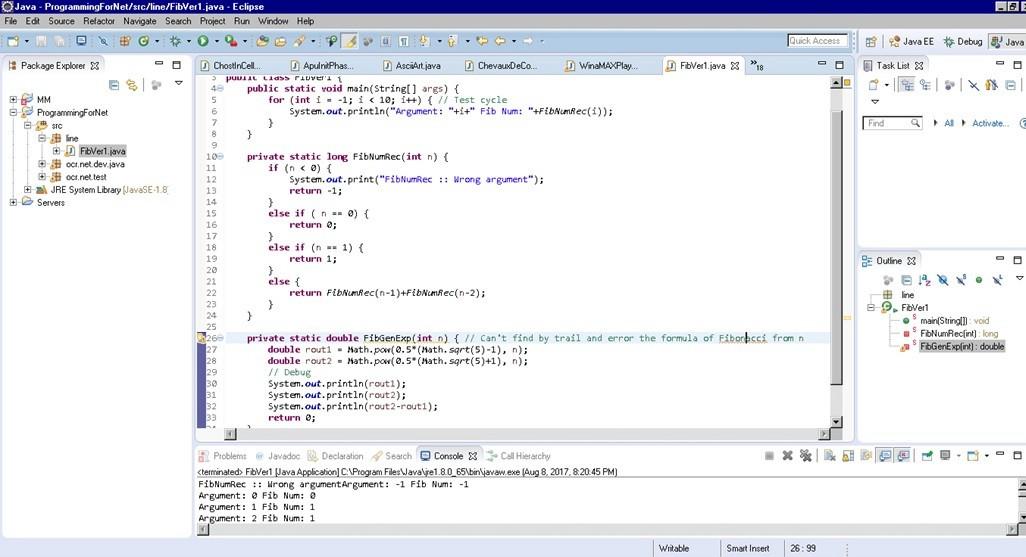 Java - ProgrammingForNet/src/line/FibVer1.java - Eclipse
File Edit Source Refactor Navigate Search Project Run Window Help
Quick Access Java EE Debug Java
Package Explorer
MM
ProgrammingForNet
src
line
FibVer1.java
ocr.net.dev.java
ocr.net.test
JRE System Library [JavaSE-1.8]
Servers
ChostInCell... ApuInitPhas... AsciiArt.java ChevauxDeCo... WinaMAXPlay... FibVer1.java »18
3 public class FibVer1 {
4 public static void main(String[] args) {
5 for (int i = -1; i < 10; i++) { // Test cycle
6 System.out.println("Argument: "+i+" Fib Num: "+FibNumRec(i));
7 }
8 }
9
10 private static long FibNumRec(int n) {
11 if (n < 0) {
12 System.out.print("FibNumRec :: Wrong argument");
13 return -1;
14 }
15 else if ( n == 0) {
16 return 0;
17 }
18 else if (n == 1) {
19 return 1;
20 }
21 else {
22 return FibNumRec(n-1)+FibNumRec(n-2);
23 }
24 }
25
26 private static double FibGenExp(int n) { // Can't find by trail and error the formula of Fibonacci from n
27 double rout1 = Math.pow(0.5*(Math.sqrt(5)-1), n);
28 double rout2 = Math.pow(0.5*(Math.sqrt(5)+1), n);
29 // Debug
30 System.out.println(rout1);
31 System.out.println(rout2);
32 System.out.println(rout2-rout1);
33 return 0;
Task List
Find All Activate...
Outline
line
FibVer1
main(String[]) : void
FibNumRec(int) : long
FibGenExp(int) : double
Problems Javadoc Declaration Search Console Call Hierarchy
<terminated> FibVer1 [Java Application] C:\Program Files\Java\jre1.8.0_65\bin\javaw.exe (Aug 8, 2017, 8:20:45 PM)
FibNumRec :: Wrong argumentArgument: -1 Fib Num: -1
Argument: 0 Fib Num: 0
Argument: 1 Fib Num: 1
Argument: 2 Fib Num: 1
Writable Smart Insert 26 : 99